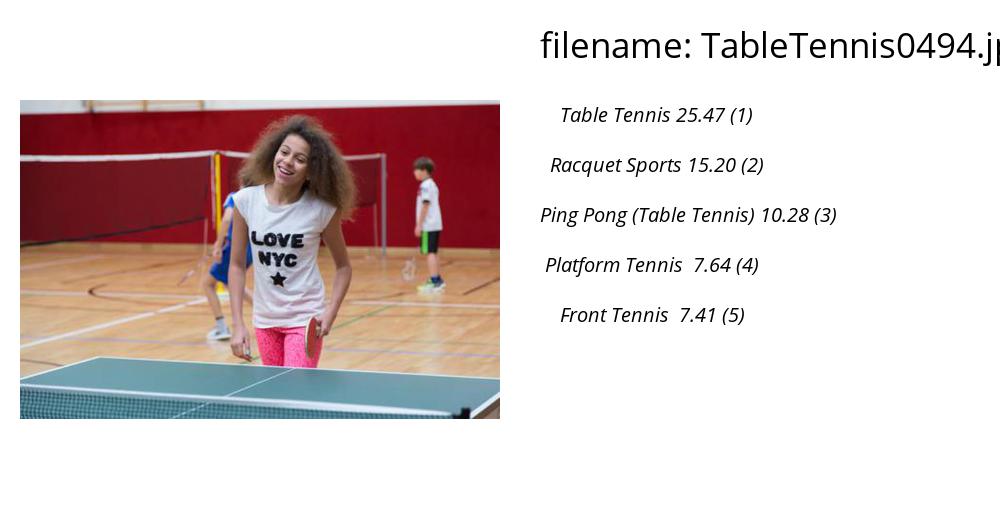 filename: TableTennis0494.j
Table Tennis 25.47 (1)
Racquet Sports 15.20 (2)
Ping Pong (Table Tennis) 10.28 (3)
Platform Tennis 7.64 (4)
Front Tennis 7.41 (5)
LOVE
NYC